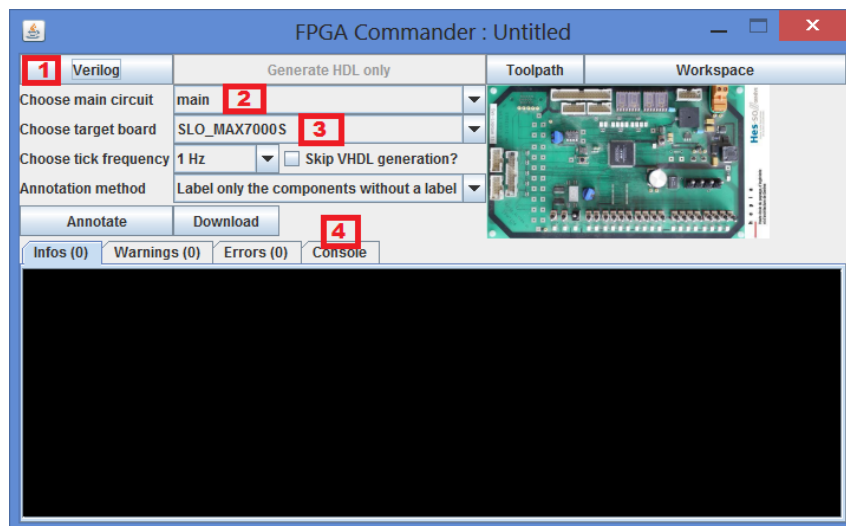 FPGA Commander : Untitled
1 Verilog Generate HDL only Toolpath Workspace
Choose main circuit main 2
Choose target board SLO_MAX7000S 3
Choose tick frequency 1 Hz Skip VHDL generation?
Annotation method Label only the components without a label
Annotate Download
4
Infos (0) Warnings (0) Errors (0) Console
Hes·so